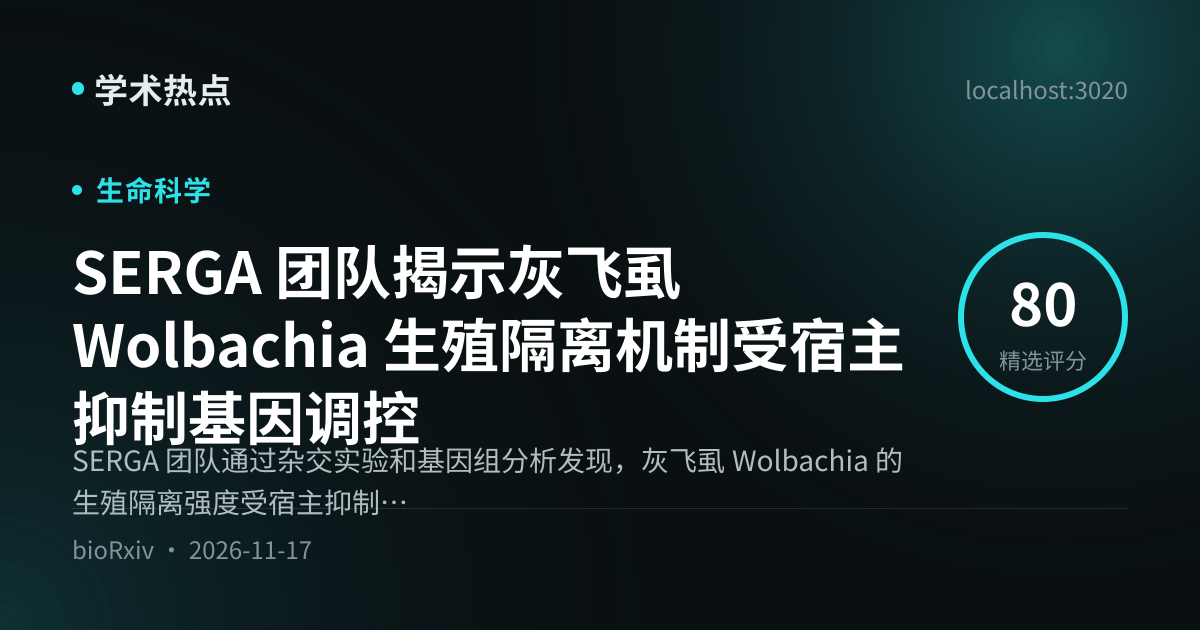 学术热点
localhost:3020
生命科学
SERGA 团队揭示灰飞虱
Wolbachia 生殖隔离机制受宿主
抑制基因调控
80
精选评分
SERGA 团队通过杂交实验和基因组分析发现，灰飞虱 Wolbachia 的
生殖隔离强度受宿主抑制…
bioRxiv · 2026-11-17